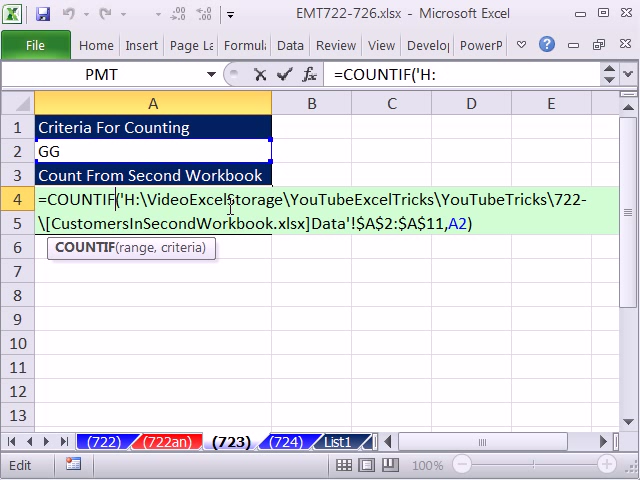 EMT722-726.xlsx - Microsoft Excel
File Home Insert Page La Formula Data Review View Develo PowerP
PMT =COUNTIF('H:
A B C D E
1 Criteria For Counting
2 GG
3 Count From Second Workbook
4 =COUNTIF('H:\VideoExcelStorage\YouTubeExcelTricks\YouTubeTricks\722-
5 \[CustomersInSecondWorkbook.xlsx]Data'!$A$2:$A$11,A2)
6 COUNTIF(range, criteria)
7
8
9
10
11
12
13
(722) (722an) (723) (724) List1
Edit 100%